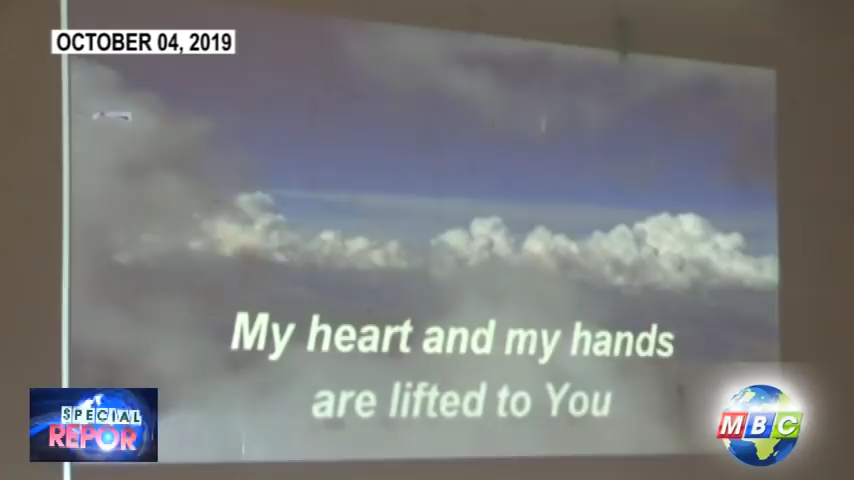 OCTOBER 04, 2019
My heart and my hands
are lifted to You
SPECIAL
REPOR
MBC